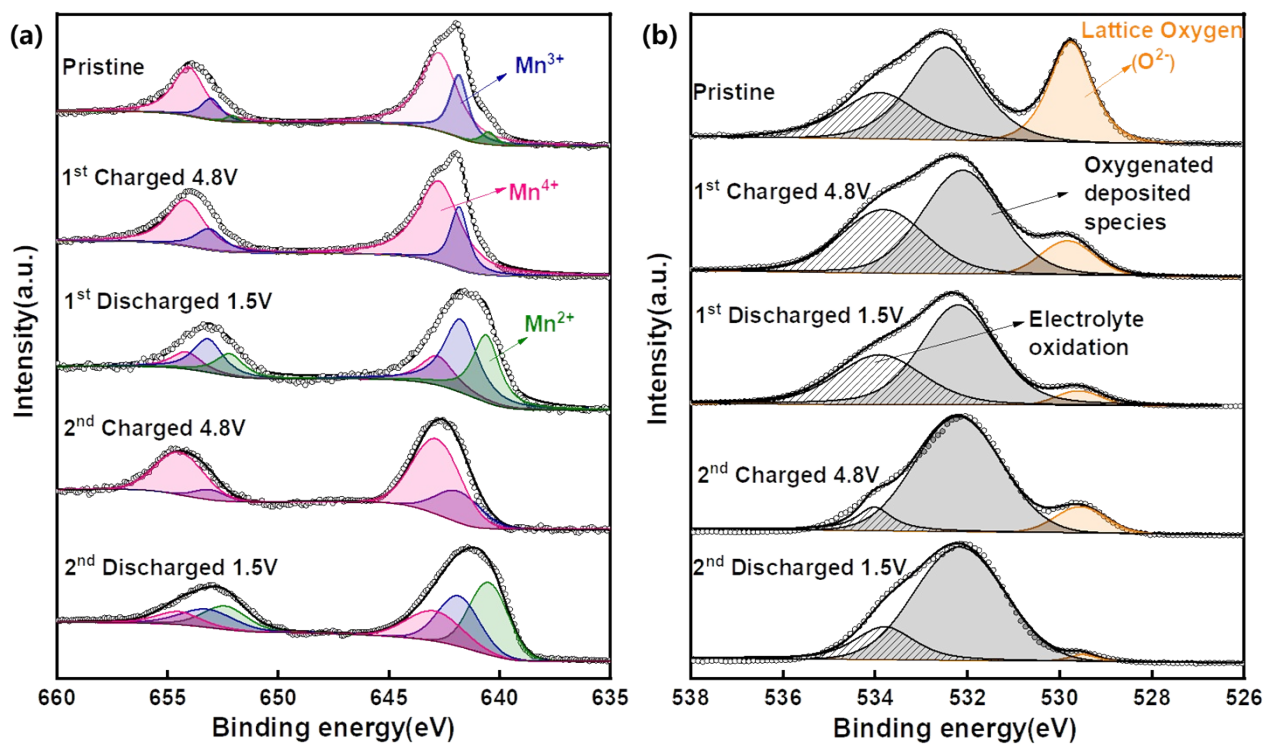 (a)
Pristine
Mn³⁺
1ˢᵗ Charged 4.8V
Mn⁴⁺
1ˢᵗ Discharged 1.5V
Mn²⁺
2ⁿᵈ Charged 4.8V
2ⁿᵈ Discharged 1.5V
Intensity(a.u.)
660 655 650 645 640 635
Binding energy(eV)
(b)
Lattice Oxygen
(O²⁻)
Pristine
1ˢᵗ Charged 4.8V
Oxygenated
deposited
species
1ˢᵗ Discharged 1.5V
Electrolyte
oxidation
2ⁿᵈ Charged 4.8V
2ⁿᵈ Discharged 1.5V
Intensity(a.u.)
538 536 534 532 530 528 526
Binding energy(eV)